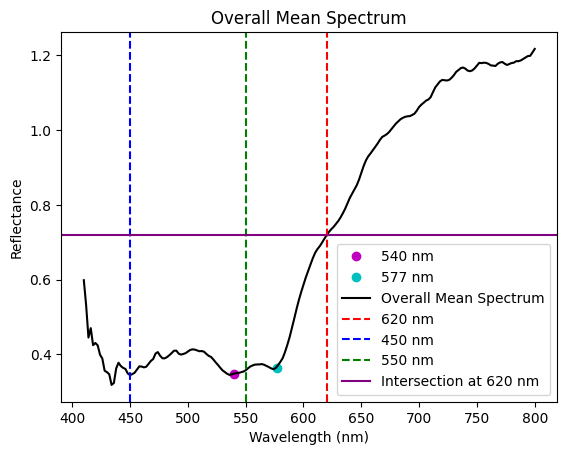 Overall Mean Spectrum
1.2
1.0
0.8
0.6
0.4
Reflectance
540 nm
577 nm
Overall Mean Spectrum
620 nm
450 nm
550 nm
Intersection at 620 nm
400 450 500 550 600 650 700 750 800
Wavelength (nm)